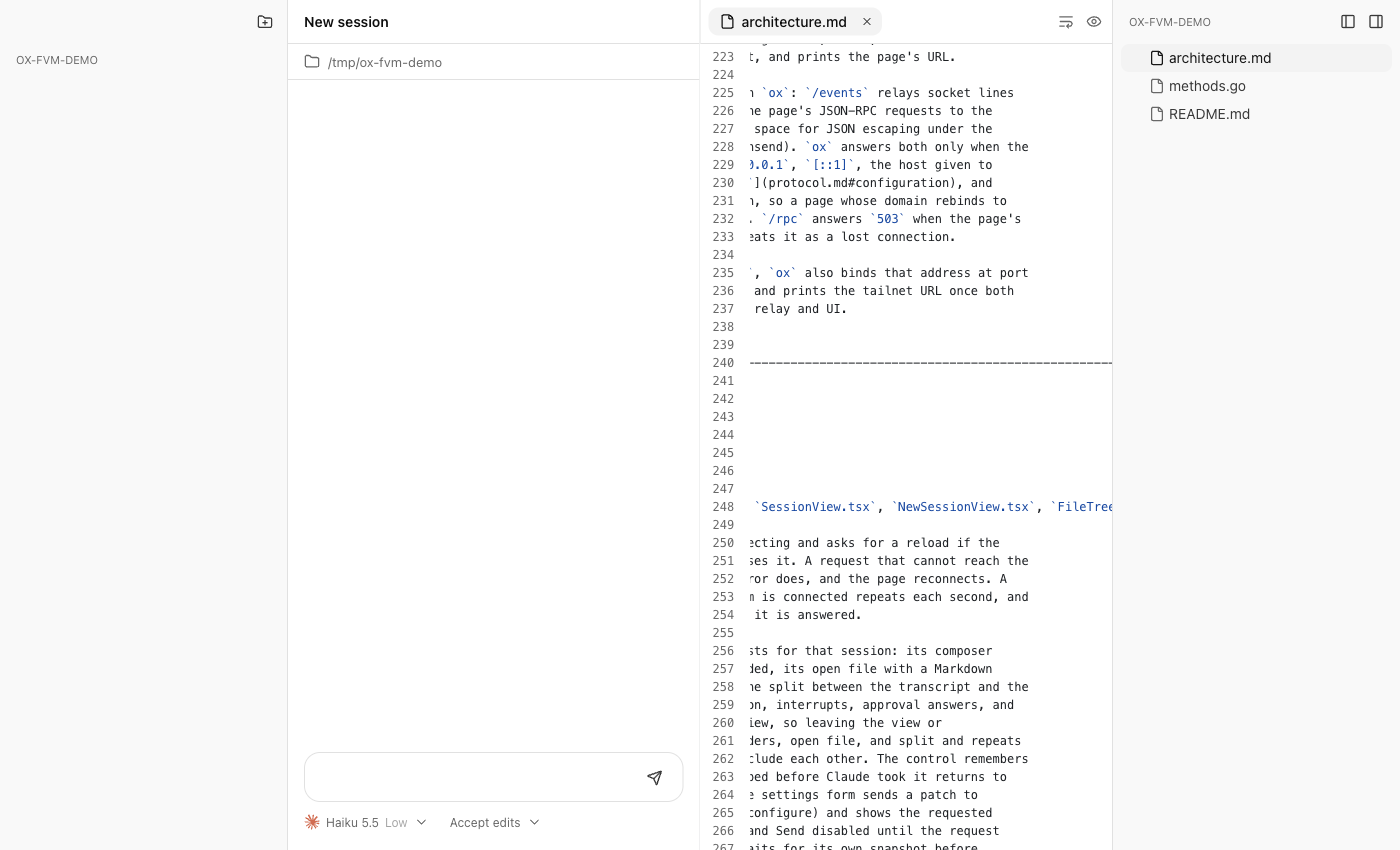 OX-FVM-DEMO
New session
/tmp/ox-fvm-demo
Haiku 5.5 Low
Accept edits
architecture.md
223 t, and prints the page's URL.
224
225 `ox`: `/events` relays socket lines
226 page's JSON-RPC requests to the
227 space for JSON escaping under the
228 `ox` answers both only when the
229 `[::1]`, the host given to
230 `](protocol.md#configuration), and
231 , so a page whose domain rebinds to
232 . `/rpc` answers `503` when the page's
233 eats it as a lost connection.
234
235 `, `ox` also binds that address at port
236 and prints the tailnet URL once both
237 relay and UI.
238
239
240
241
242
243
244
245
246
247
248 `SessionView.tsx`, `NewSessionView.tsx`, `FileTree
249
250 ecting and asks for a reload if the
251 ses it. A request that cannot reach the
252 ror does, and the page reconnects. A
253 is connected repeats each second, and
254 it is answered.
255
256 sts for that session: its composer
257 ded, its open file with a Markdown
258 split between the transcript and the
259 on, interrupts, approval answers, and
260 iew, so leaving the view or
261 ders, open file, and split and repeats
262 clude each other. The control remembers
263 ped before Claude took it returns to
264 e settings form sends a patch to
265 configure) and shows the requested
266 and Send disabled until the request
267 aits for its own snapshot before
OX-FVM-DEMO
architecture.md
methods.go
README.md